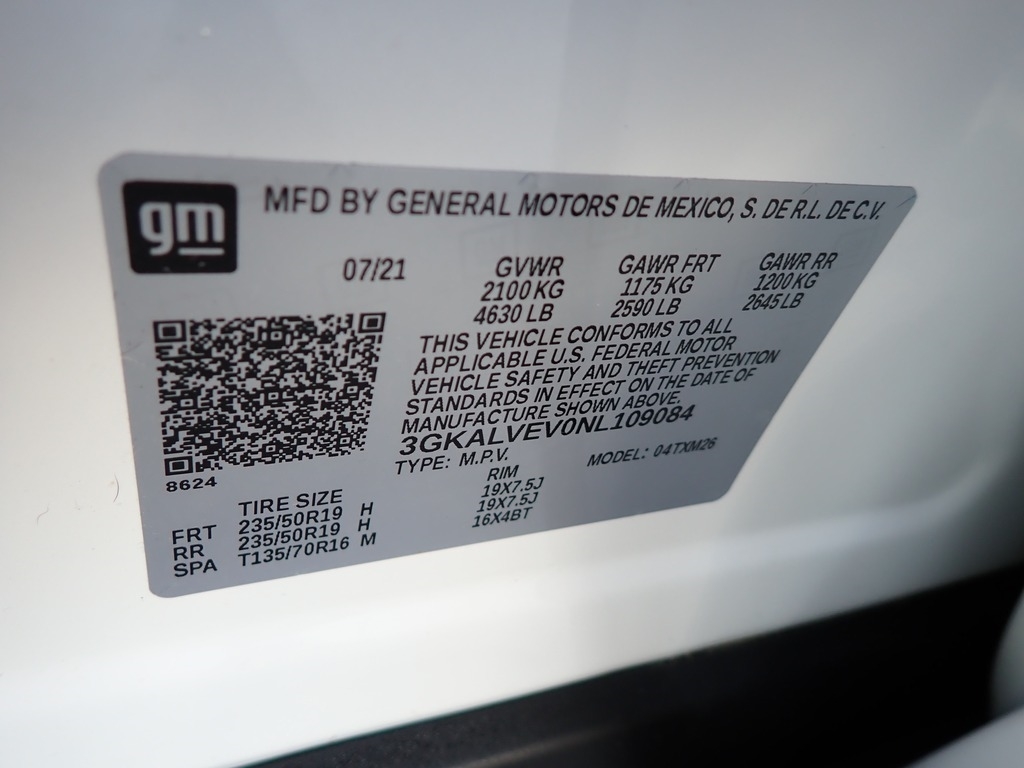 gm
MFD BY GENERAL MOTORS DE MEXICO, S. DE R.L. DE C.V.
07/21 GVWR GAWR FRT GAWR RR
2100 KG 1175 KG 1200 KG
4630 LB 2590 LB 2645 LB
THIS VEHICLE CONFORMS TO ALL
APPLICABLE U.S. FEDERAL MOTOR
VEHICLE SAFETY AND THEFT PREVENTION
STANDARDS IN EFFECT ON THE DATE OF
MANUFACTURE SHOWN ABOVE.
3GKALVEV0NL109084
TYPE: M.P.V. MODEL: 04TXM26
8624
TIRE SIZE RIM
FRT 235/50R19 H 19X7.5J
RR 235/50R19 H 19X7.5J
SPA T135/70R16 M 16X4BT